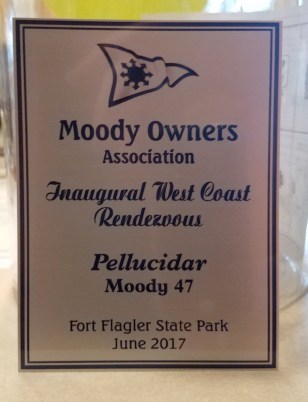 Moody Owners
Association
Inaugural West Coast
Rendezvous
Pellucidar
Moody 47
Fort Flagler State Park
June 2017